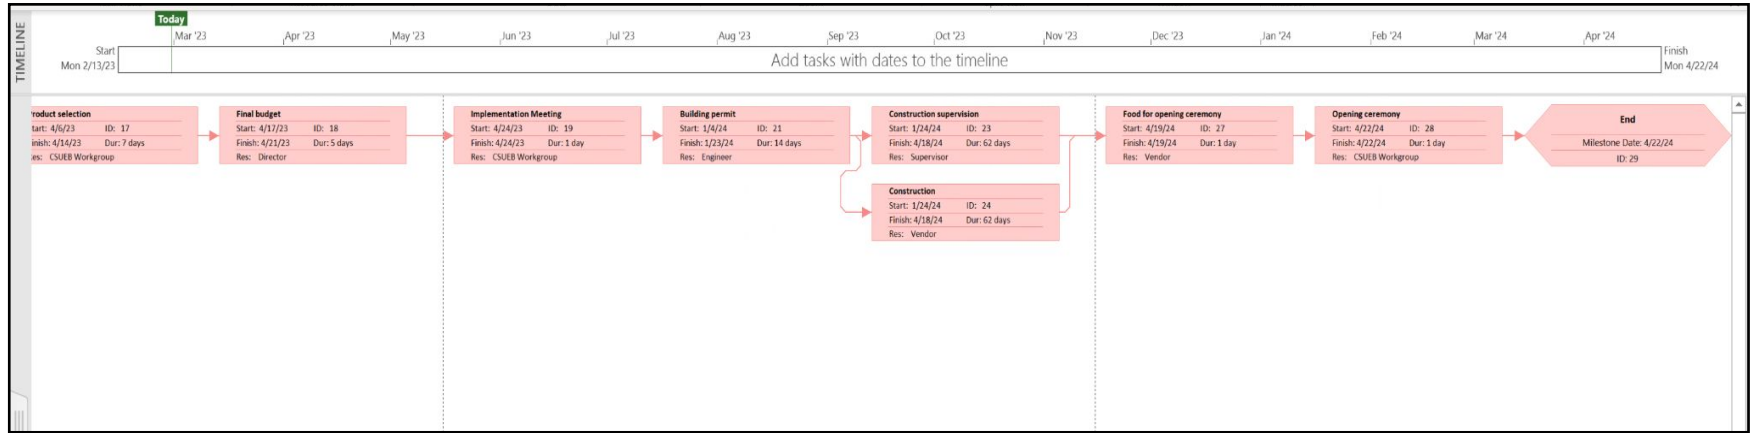 TIMELINE
Today
Mar '23 Apr '23 May '23 Jun '23 Jul '23 Aug '23 Sep '23 Oct '23 Nov '23 Dec '23 Jan '24 Feb '24 Mar '24 Apr '24
Start
Mon 2/13/23
Add tasks with dates to the timeline
Finish
Mon 4/22/24
roduct selection
tart: 4/6/23 ID: 17
inish: 4/14/23 Dur: 7 days
es: CSUEB Workgroup
Final budget
Start: 4/17/23 ID: 18
Finish: 4/21/23 Dur: 5 days
Res: Director
Implementation Meeting
Start: 4/24/23 ID: 19
Finish: 4/24/23 Dur: 1 day
Res: CSUEB Workgroup
Building permit
Start: 1/4/24 ID: 21
Finish: 1/23/24 Dur: 14 days
Res: Engineer
Construction supervision
Start: 1/24/24 ID: 23
Finish: 4/18/24 Dur: 62 days
Res: Supervisor
Construction
Start: 1/24/24 ID: 24
Finish: 4/18/24 Dur: 62 days
Res: Vendor
Food for opening ceremony
Start: 4/19/24 ID: 27
Finish: 4/19/24 Dur: 1 day
Res: Vendor
Opening ceremony
Start: 4/22/24 ID: 28
Finish: 4/22/24 Dur: 1 day
Res: CSUEB Workgroup
End
Milestone Date: 4/22/24
ID: 29